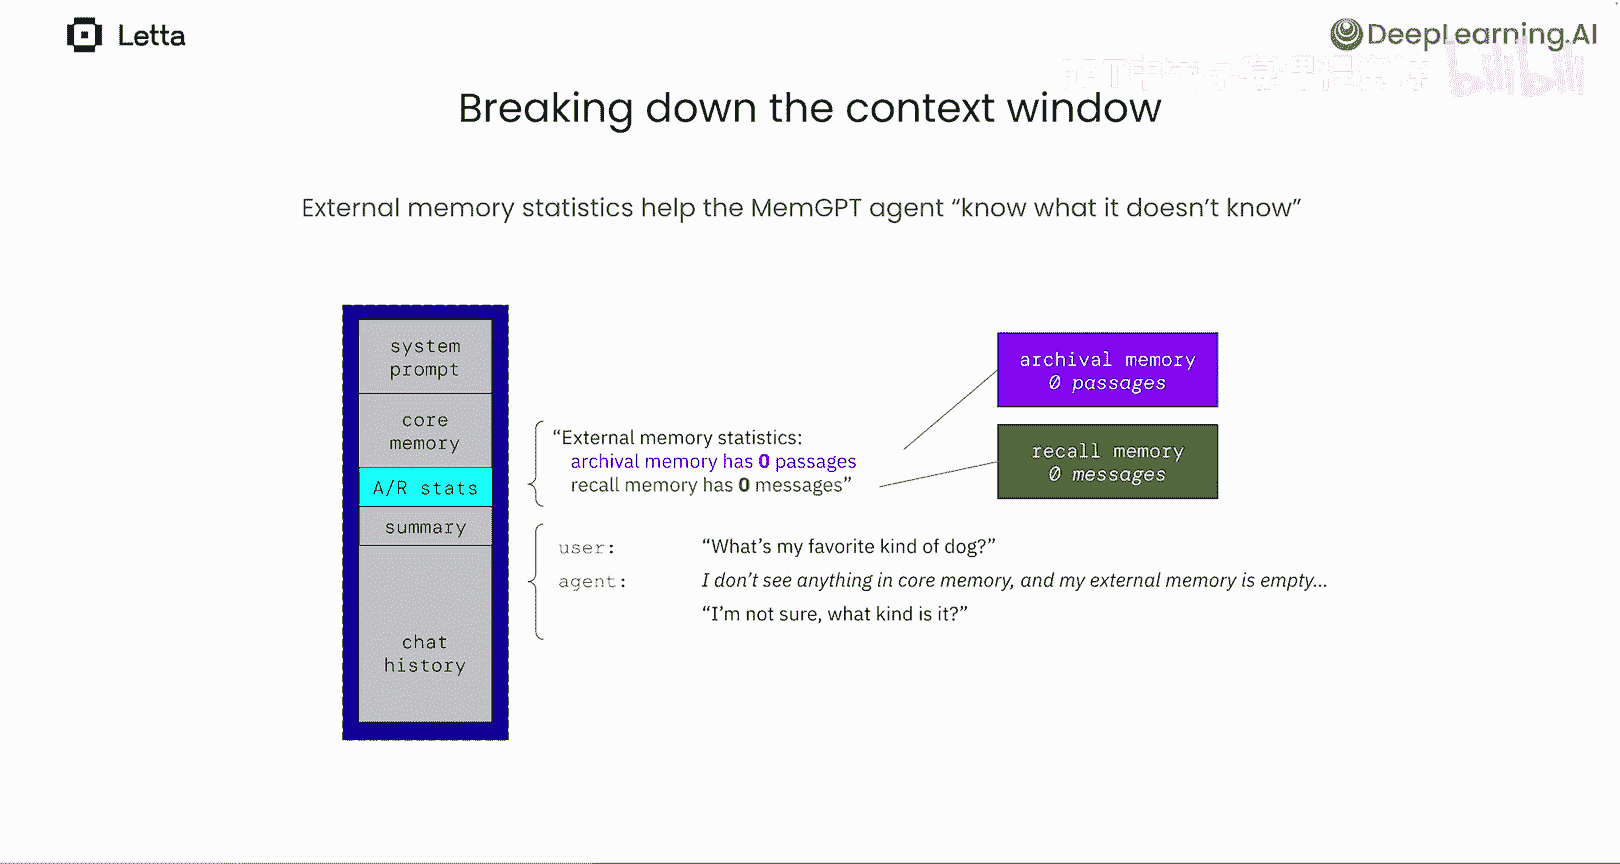 Letta
DeepLearning.AI
bilibili
Breaking down the context window
External memory statistics help the MemGPT agent “know what it doesn’t know”
system
prompt
core
memory
A/R stats
summary
chat
history
“External memory statistics:
archival memory has 0 passages
recall memory has 0 messages”
archival memory
0 passages
recall memory
0 messages
user: “What’s my favorite kind of dog?”
agent: I don’t see anything in core memory, and my external memory is empty...
“I’m not sure, what kind is it?”